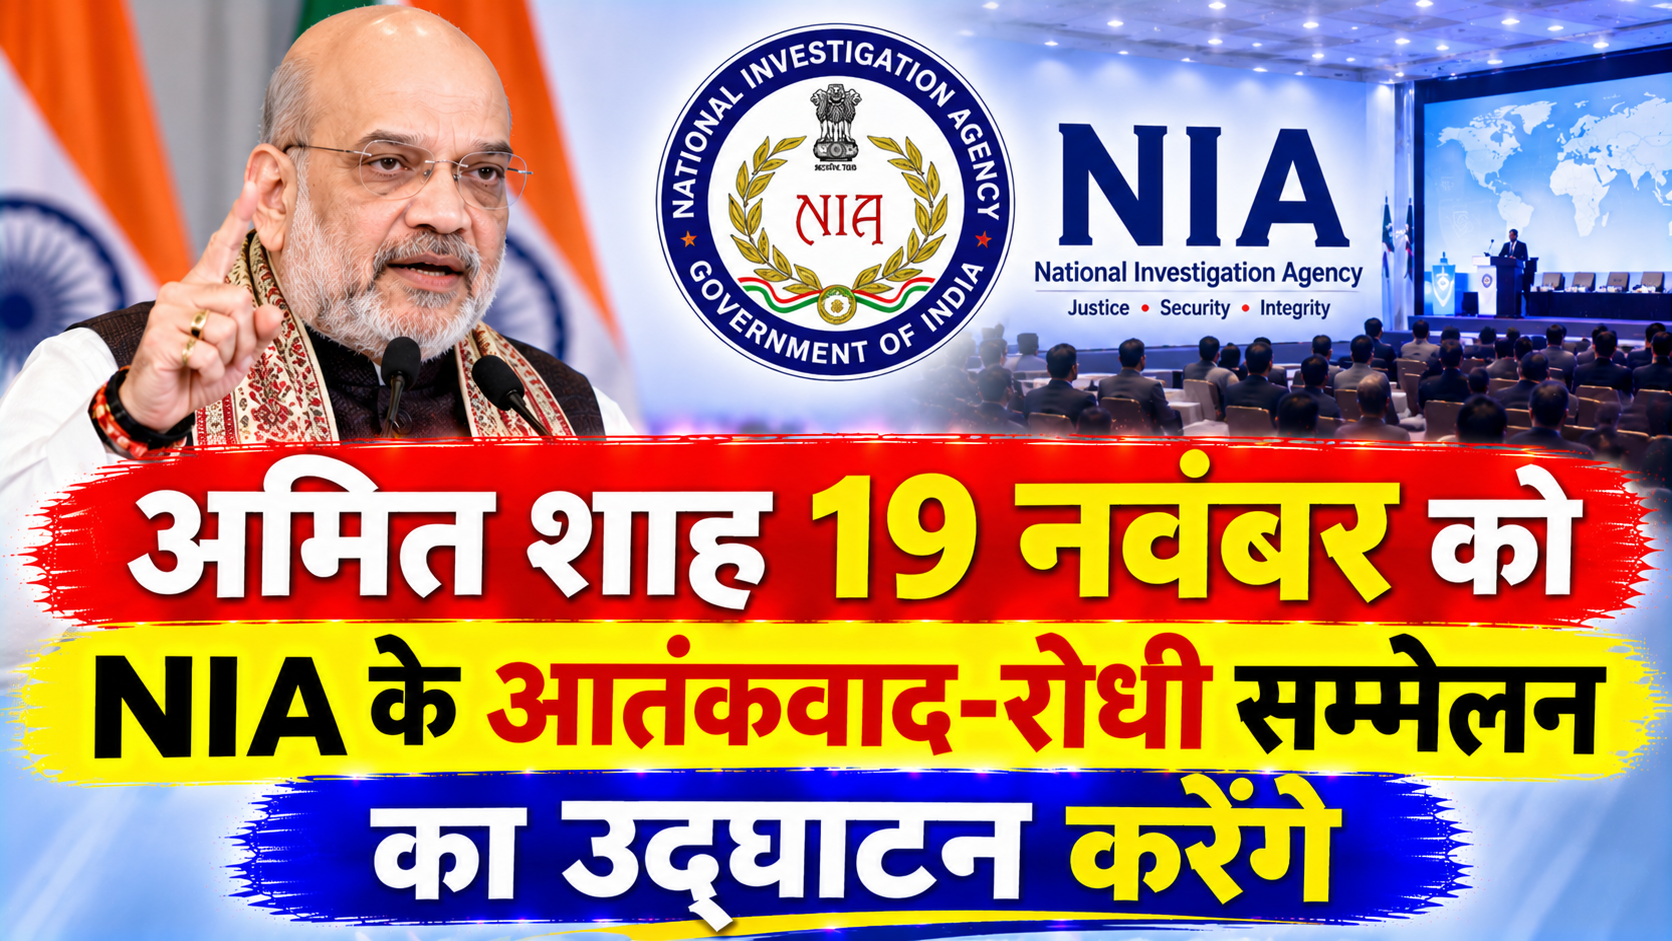 NATIONAL INVESTIGATION AGENCY
NIA
GOVERNMENT OF INDIA
NIA
National Investigation Agency
Justice • Security • Integrity
अमित शाह 19 नवंबर को
NIA के आतंकवाद-रोधी सम्मेलन
का उद्घाटन करेंगे